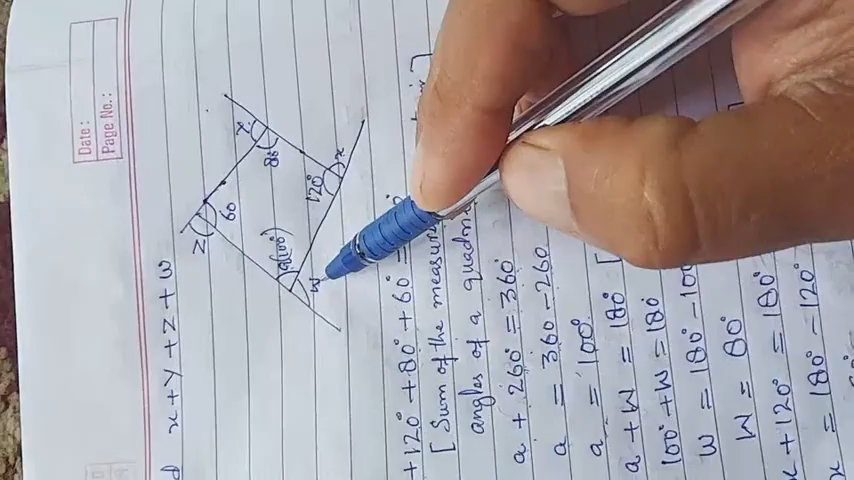 Date:
Page No.:
d x+y+z+w
z
60
y
80
120°
x
a(100°
w
+120°+80°+60° =
[Sum of the measu
angles of a quadri
a + 260° = 360°
a = 360-260
a = 100°
a + W = 180°
100°+W = 180°
W = 180°-100
W = 80°
x+120° = 180°
x = 180°-120°